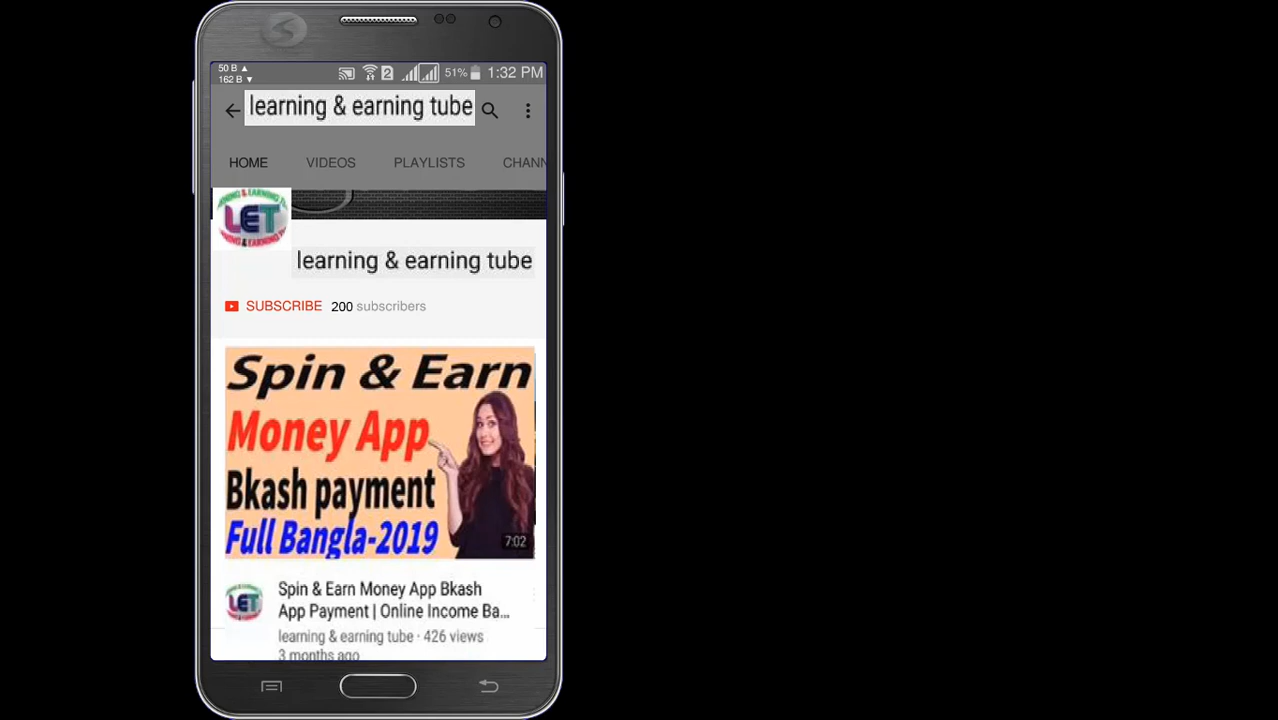 50 B
162 B
2
51%
1:32 PM
learning & earning tube
HOME VIDEOS PLAYLISTS CHANN
LET
learning & earning tube
SUBSCRIBE 200 subscribers
Spin & Earn
Money App
Bkash payment
Full Bangla-2019
7:02
Spin & Earn Money App Bkash
App Payment | Online Income Ba...
learning & earning tube · 426 views
3 months ago